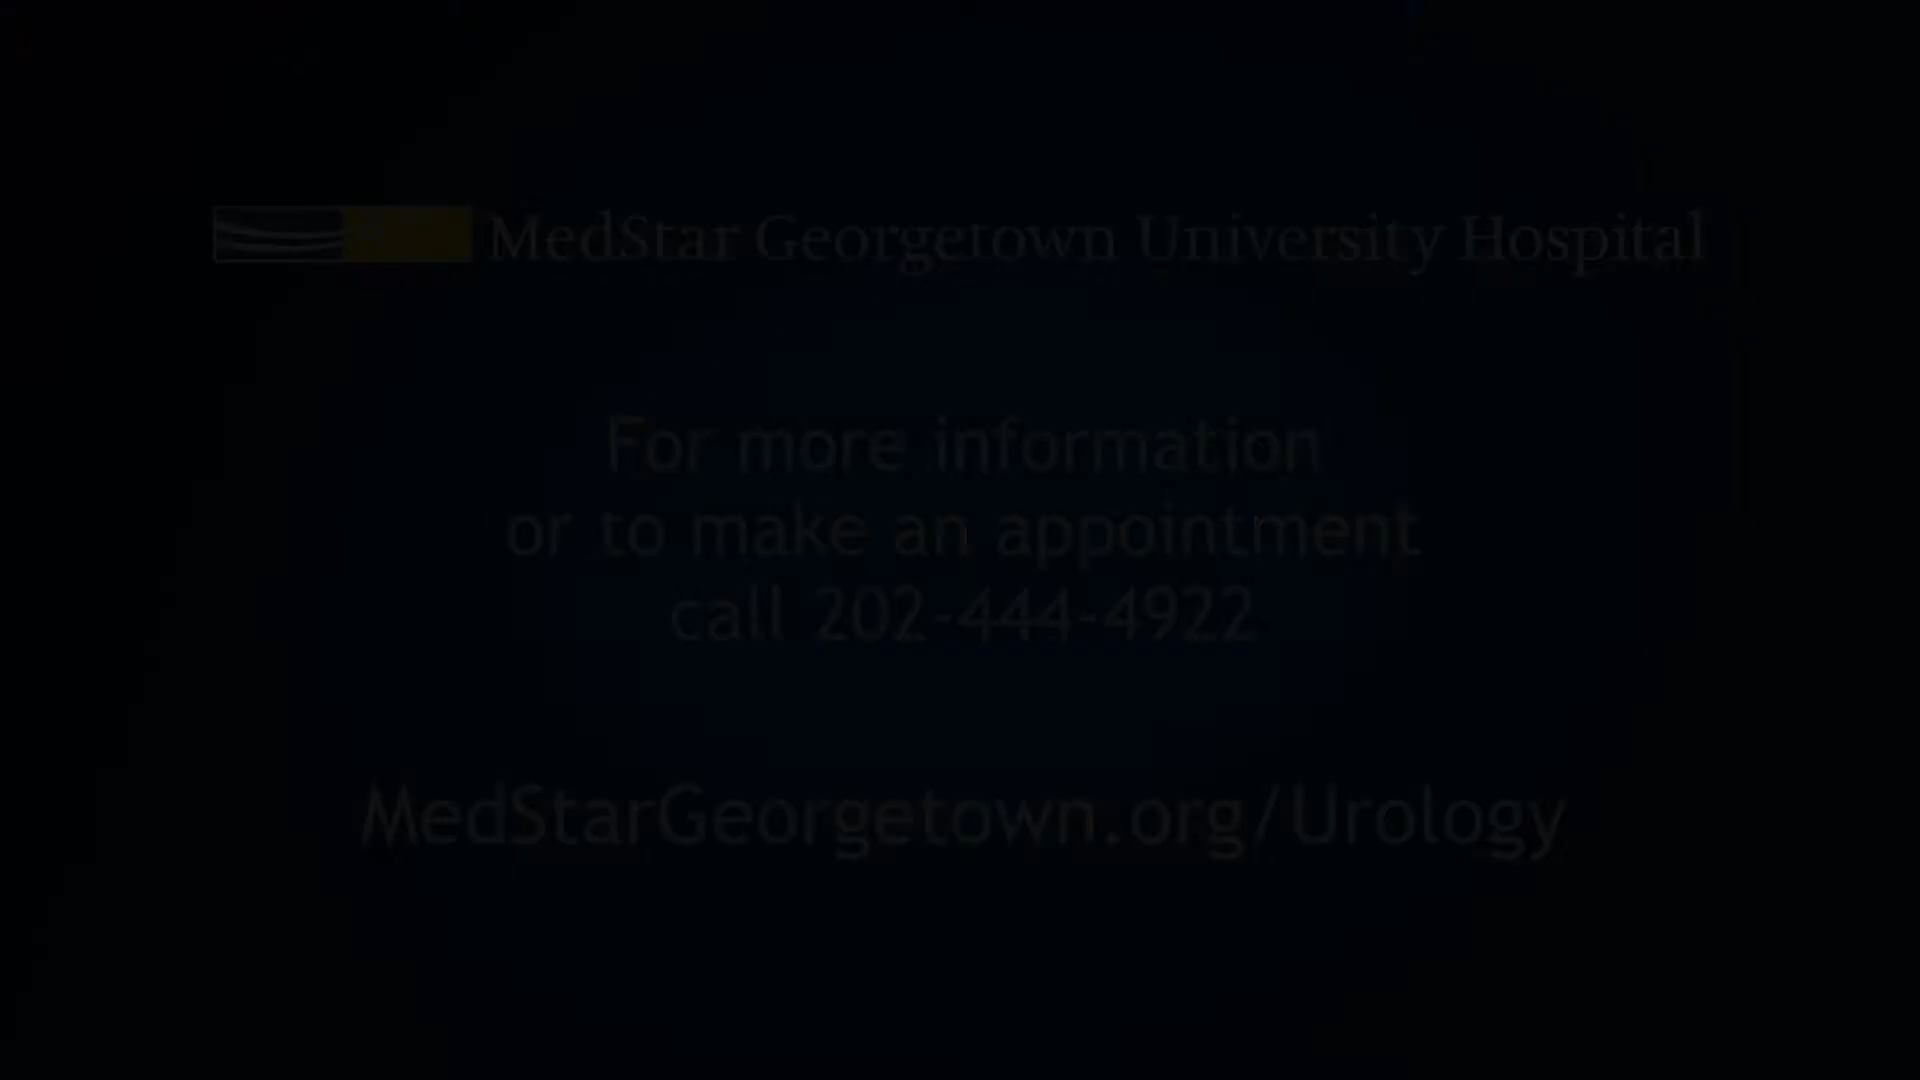 MedStar Georgetown University Hospital
For more information
or to make an appointment
call 202-444-4922
MedStarGeorgetown.org/Urology